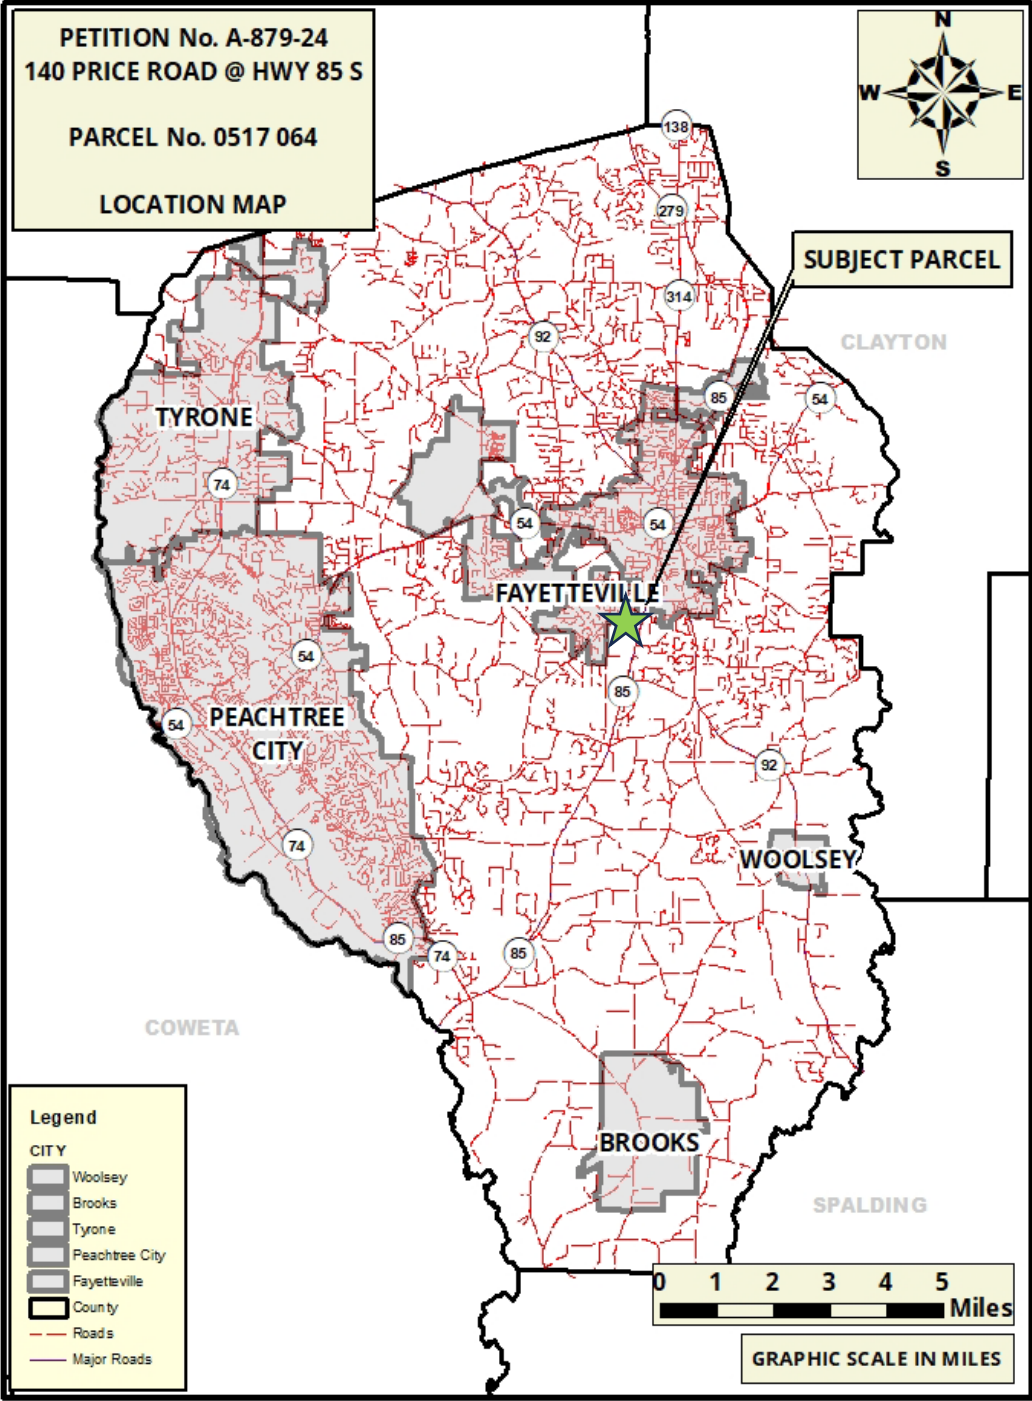 PETITION No. A-879-24
140 PRICE ROAD @ HWY 85 S
PARCEL No. 0517 064
LOCATION MAP
N
W
E
S
138
279
SUBJECT PARCEL
314
92
CLAYTON
85
54
TYRONE
74
54
54
FAYETTEVILLE
54
85
PEACHTREE
CITY
54
92
74
WOOLSEY
85
74
85
COWETA
BROOKS
SPALDING
Legend
CITY
Woolsey
Brooks
Tyrone
Peachtree City
Fayetteville
County
Roads
Major Roads
0 1 2 3 4 5
Miles
GRAPHIC SCALE IN MILES